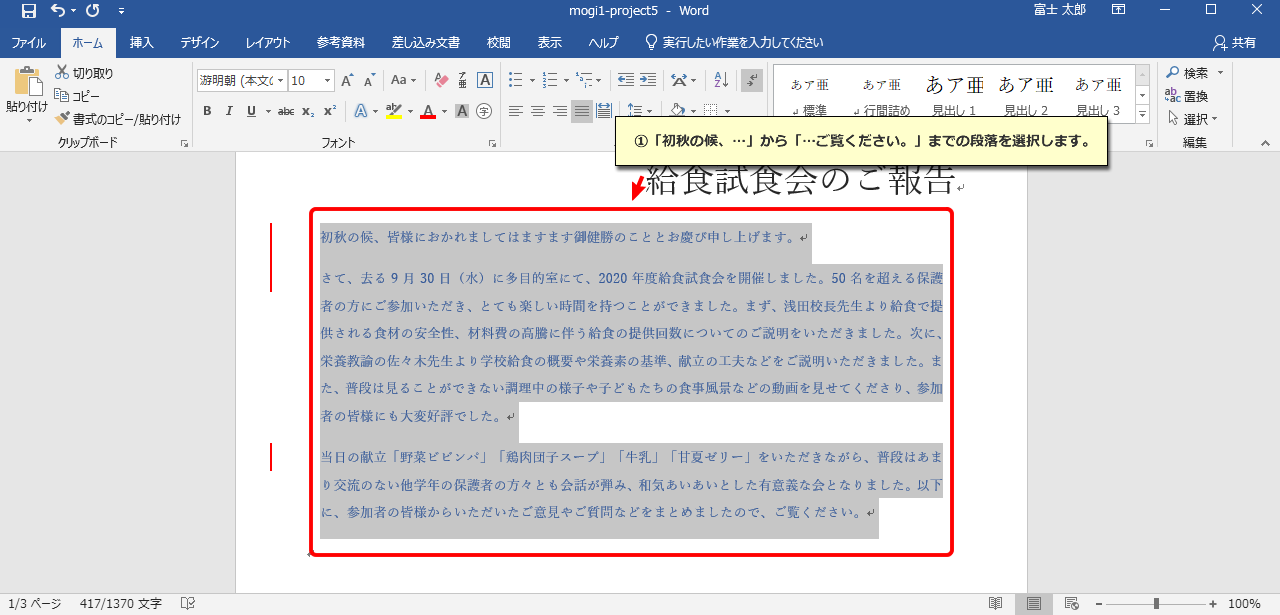 mogi1-project5 - Word
富士 太郎
ファイル
ホーム
挿入
デザイン
レイアウト
参考資料
差し込み文書
校閲
表示
ヘルプ
実行したい作業を入力してください
共有
貼り付け
切り取り
コピー
書式のコピー/貼り付け
クリップボード
游明朝 (本文の
10
Aa
B I U abc x₂ x²
フォント
あア亜 あア亜 あア亜 あア亜 あア亜
標準 行間詰め 見出し 1 見出し 2 見出し 3
検索
置換
選択
編集
①「初秋の候、…」から「…ご覧ください。」までの段落を選択します。
給食試食会のご報告
初秋の候、皆様におかれましてはますます御健勝のこととお慶び申し上げます。
さて、去る 9 月 30 日（水）に多目的室にて、2020 年度給食試食会を開催しました。50 名を超える保護
者の方にご参加いただき、とても楽しい時間を持つことができました。まず、浅田校長先生より給食で提
供される食材の安全性、材料費の高騰に伴う給食の提供回数についてのご説明をいただきました。次に、
栄養教諭の佐々木先生より学校給食の概要や栄養素の基準、献立の工夫などをご説明いただきました。ま
た、普段は見ることができない調理中の様子や子どもたちの食事風景などの動画を見せてくださり、参加
者の皆様にも大変好評でした。
当日の献立「野菜ビビンバ」「鶏肉団子スープ」「牛乳」「甘夏ゼリー」をいただきながら、普段はあま
り交流のない他学年の保護者の方々とも会話が弾み、和気あいあいとした有意義な会となりました。以下
に、参加者の皆様からいただいたご意見やご質問などをまとめましたので、ご覧ください。
1/3 ページ
417/1370 文字
100%